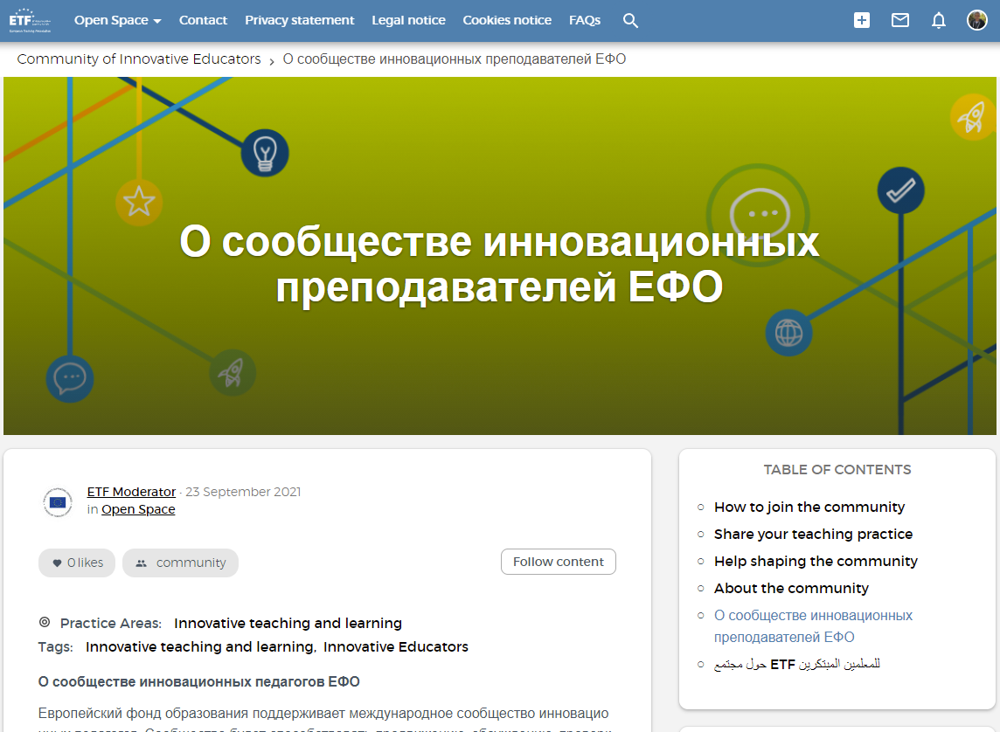 ETF
European Training Foundation
Open Space
Contact
Privacy statement
Legal notice
Cookies notice
FAQs
Community of Innovative Educators › О сообществе инновационных преподавателей ЕФО
О сообществе инновационных
преподавателей ЕФО
ETF Moderator · 23 September 2021
in Open Space
0 likes
community
Follow content
Practice Areas: Innovative teaching and learning
Tags: Innovative teaching and learning, Innovative Educators
О сообществе инновационных педагогов ЕФО
Европейский фонд образования поддерживает международное сообщество инновацио
TABLE OF CONTENTS
How to join the community
Share your teaching practice
Help shaping the community
About the community
О сообществе инновационных
преподавателей ЕФО
للمعلمين المبتكرين ETF حول مجتمع